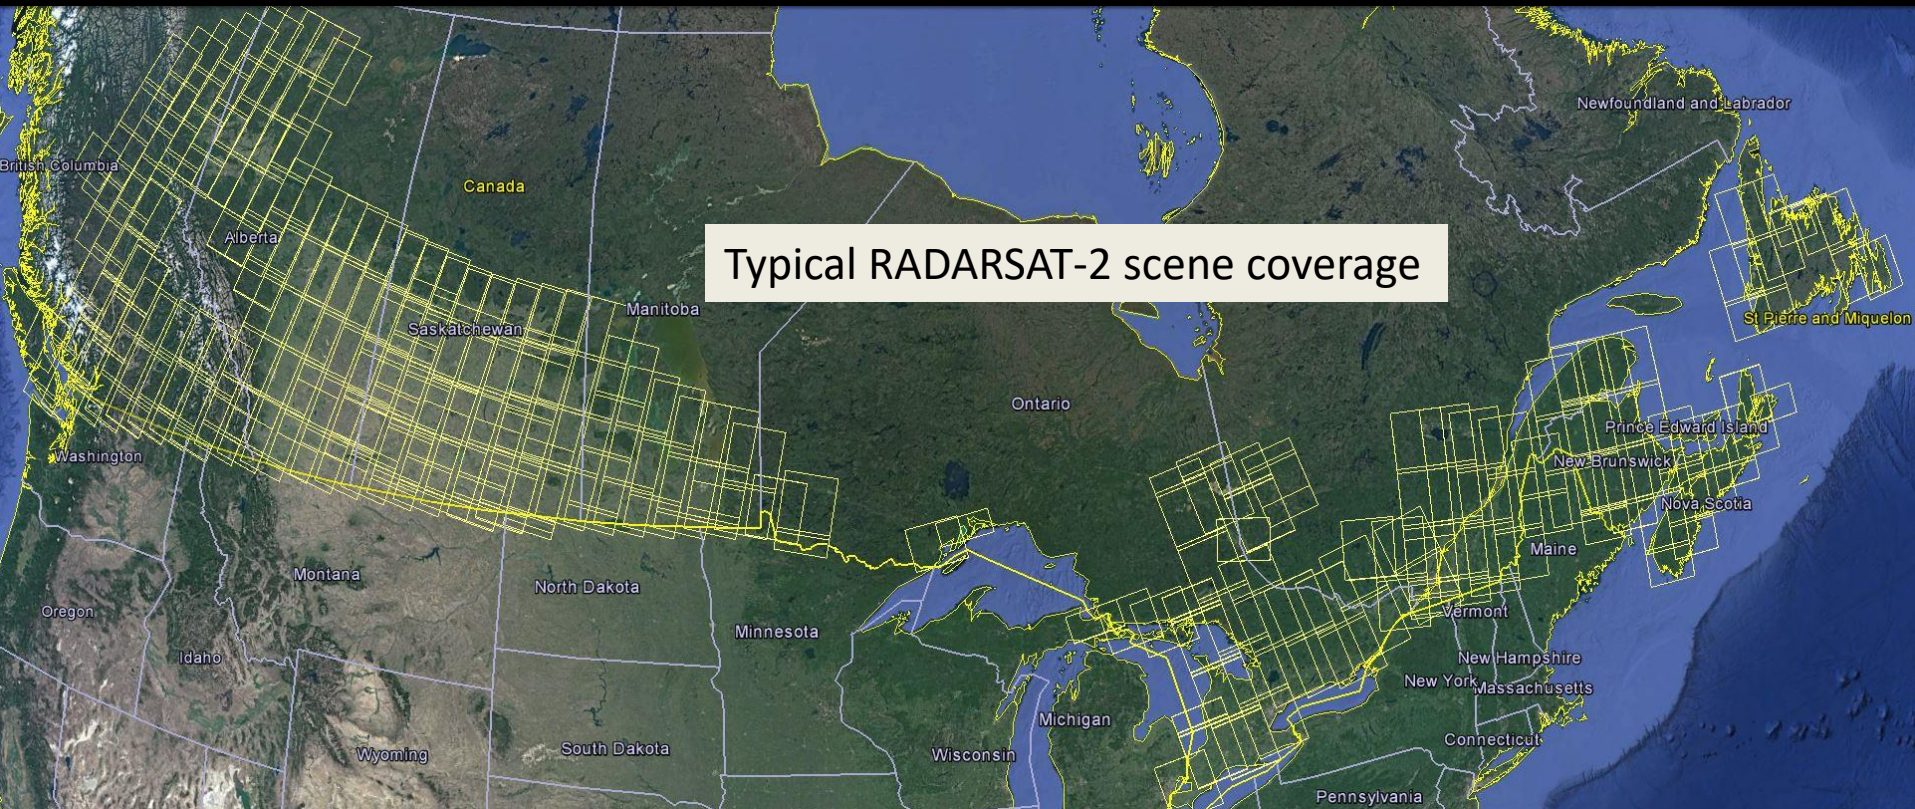 Newfoundland and Labrador
British Columbia
Canada
Alberta
Typical RADARSAT-2 scene coverage
Manitoba
St Pierre and Miquelon
Saskatchewan
Ontario
Prince Edward Island
Washington
New Brunswick
Nova Scotia
Maine
Montana
North Dakota
Oregon
Vermont
Minnesota
Idaho
New Hampshire
New York
Massachusetts
Michigan
Connecticut
Wyoming
South Dakota
Wisconsin
Pennsylvania